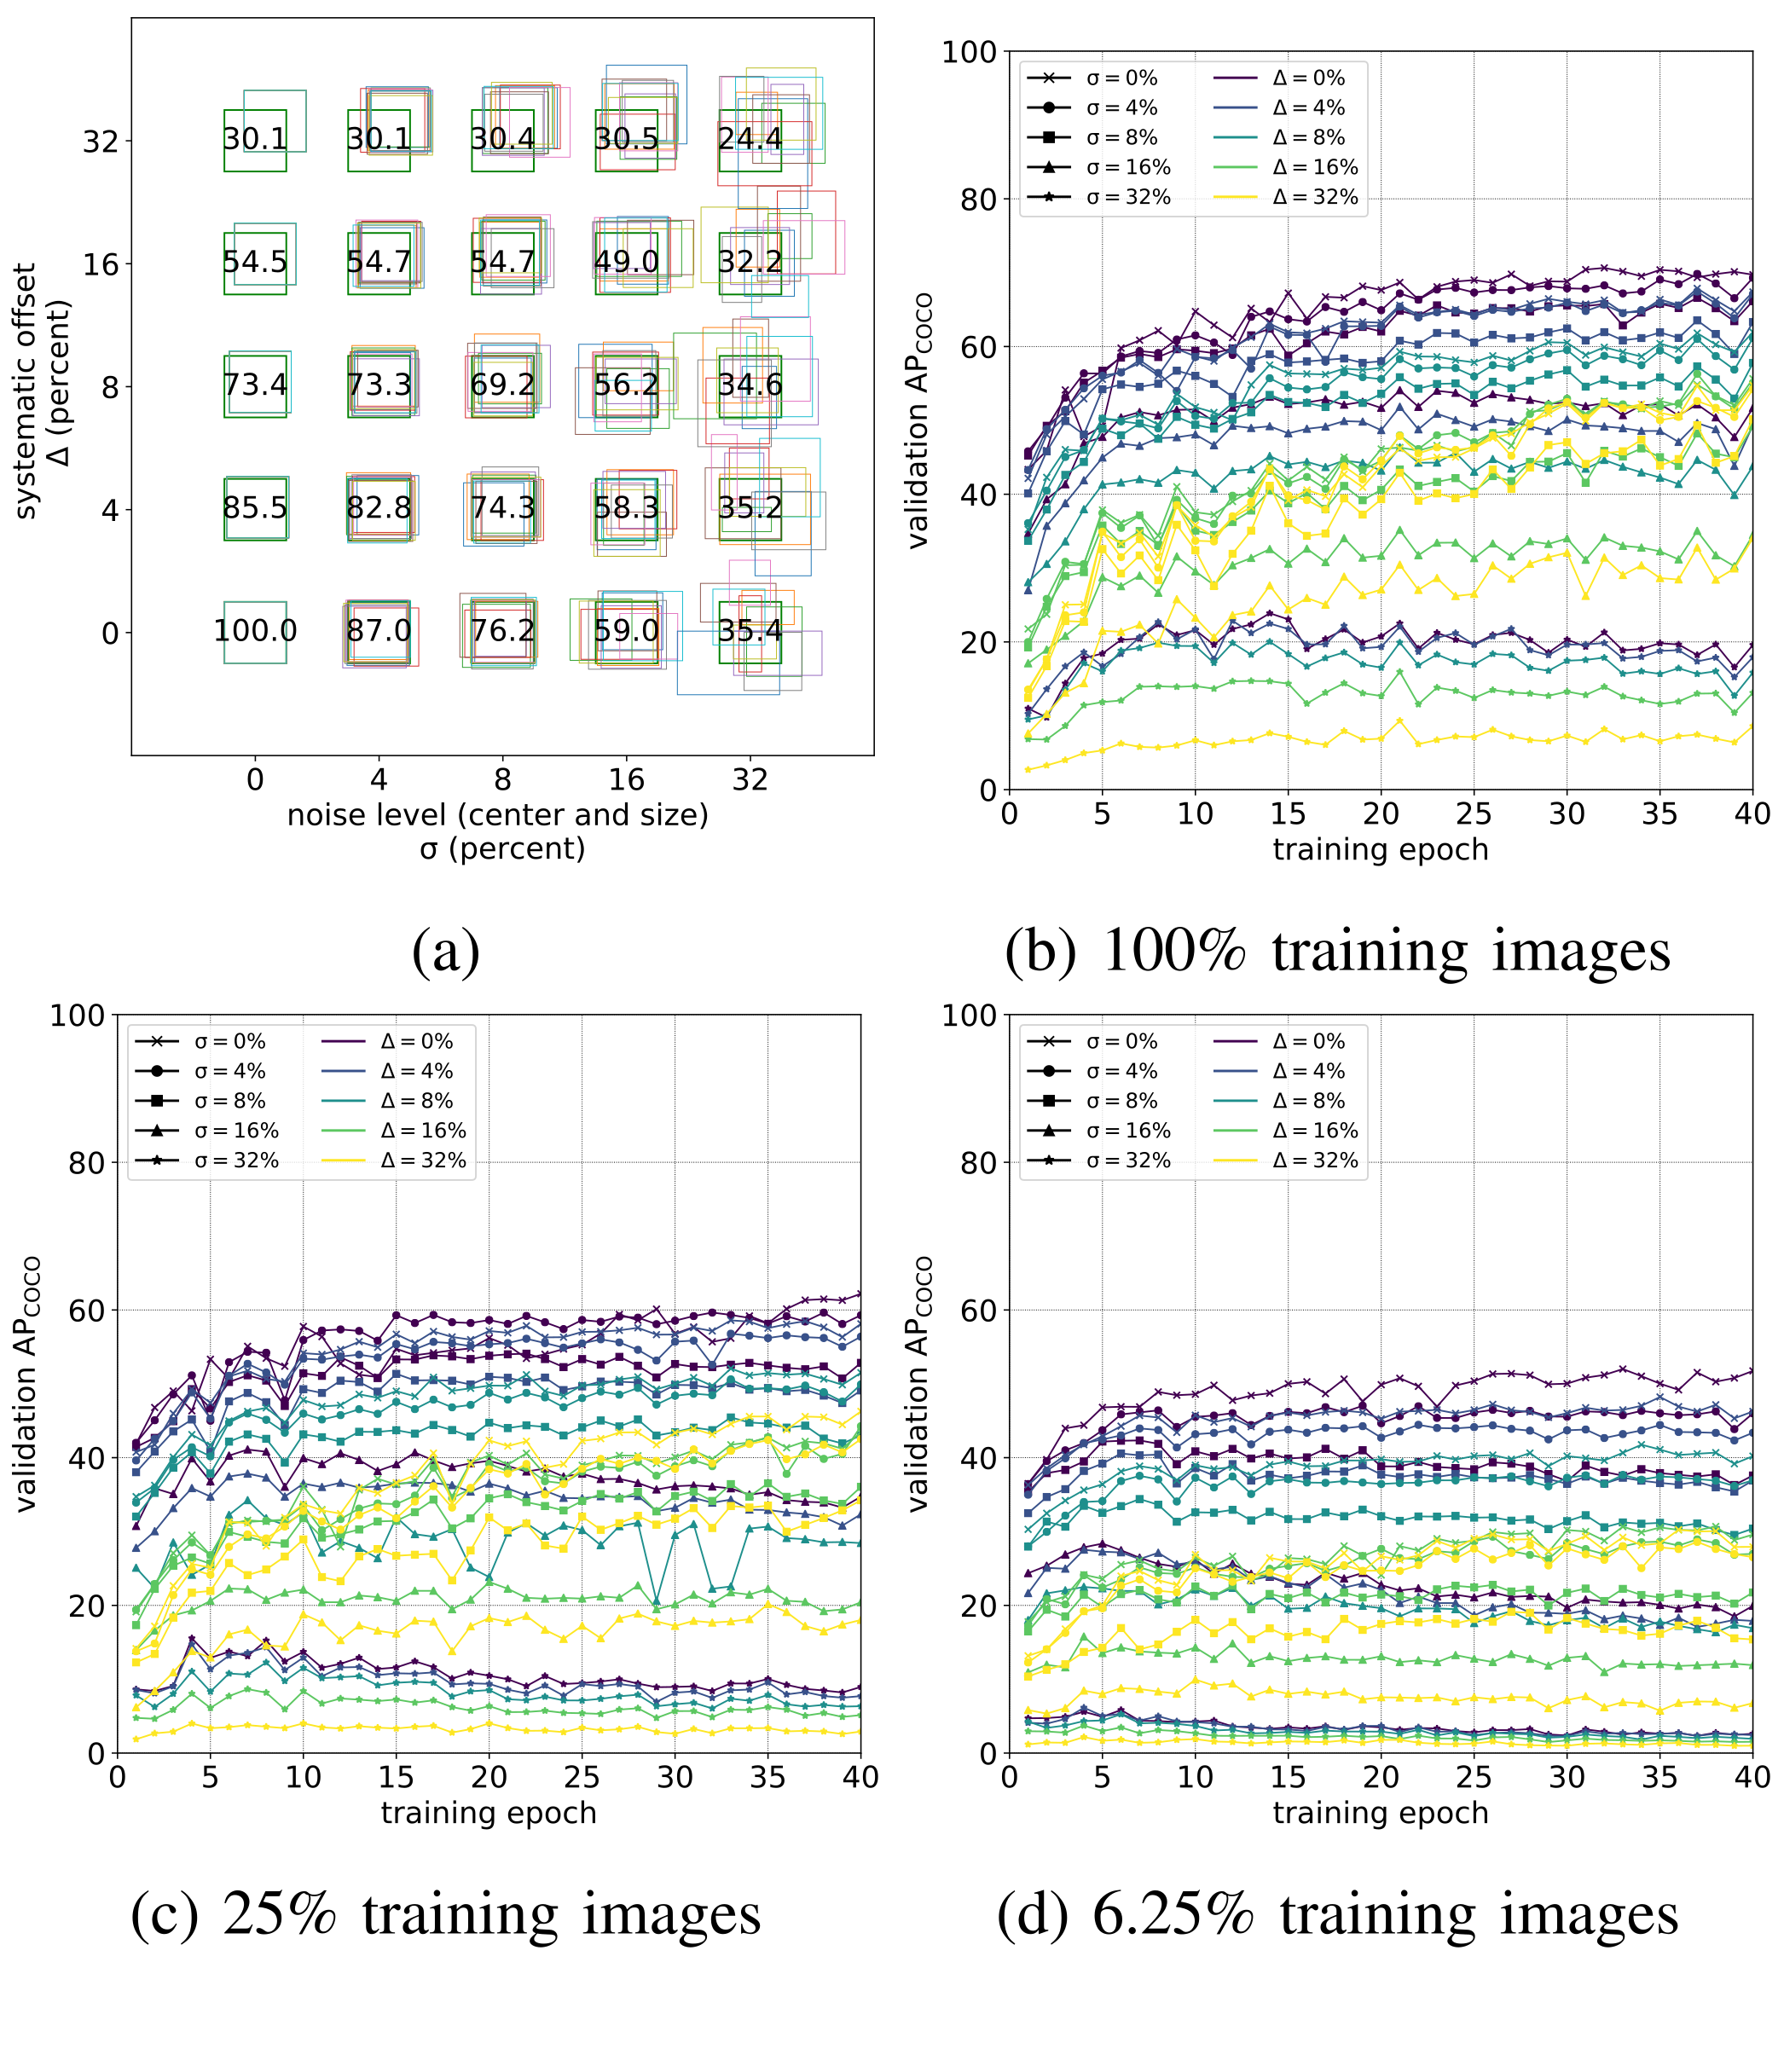 32
16
8
4
0
systematic offset
Δ (percent)
30.1 30.1 30.4 30.5 24.4
54.5 54.7 54.7 49.0 32.2
73.4 73.3 69.2 56.2 34.6
85.5 82.8 74.3 58.3 35.2
100.0 87.0 76.2 59.0 35.4
0 4 8 16 32
noise level (center and size)
σ (percent)
(a)
100
80
60
40
20
0
validation AP_COCO
σ = 0% Δ = 0%
σ = 4% Δ = 4%
σ = 8% Δ = 8%
σ = 16% Δ = 16%
σ = 32% Δ = 32%
0 5 10 15 20 25 30 35 40
training epoch
(b) 100% training images
100
80
60
40
20
0
validation AP_COCO
σ = 0% Δ = 0%
σ = 4% Δ = 4%
σ = 8% Δ = 8%
σ = 16% Δ = 16%
σ = 32% Δ = 32%
0 5 10 15 20 25 30 35 40
training epoch
(c) 25% training images
100
80
60
40
20
0
validation AP_COCO
σ = 0% Δ = 0%
σ = 4% Δ = 4%
σ = 8% Δ = 8%
σ = 16% Δ = 16%
σ = 32% Δ = 32%
0 5 10 15 20 25 30 35 40
training epoch
(d) 6.25% training images